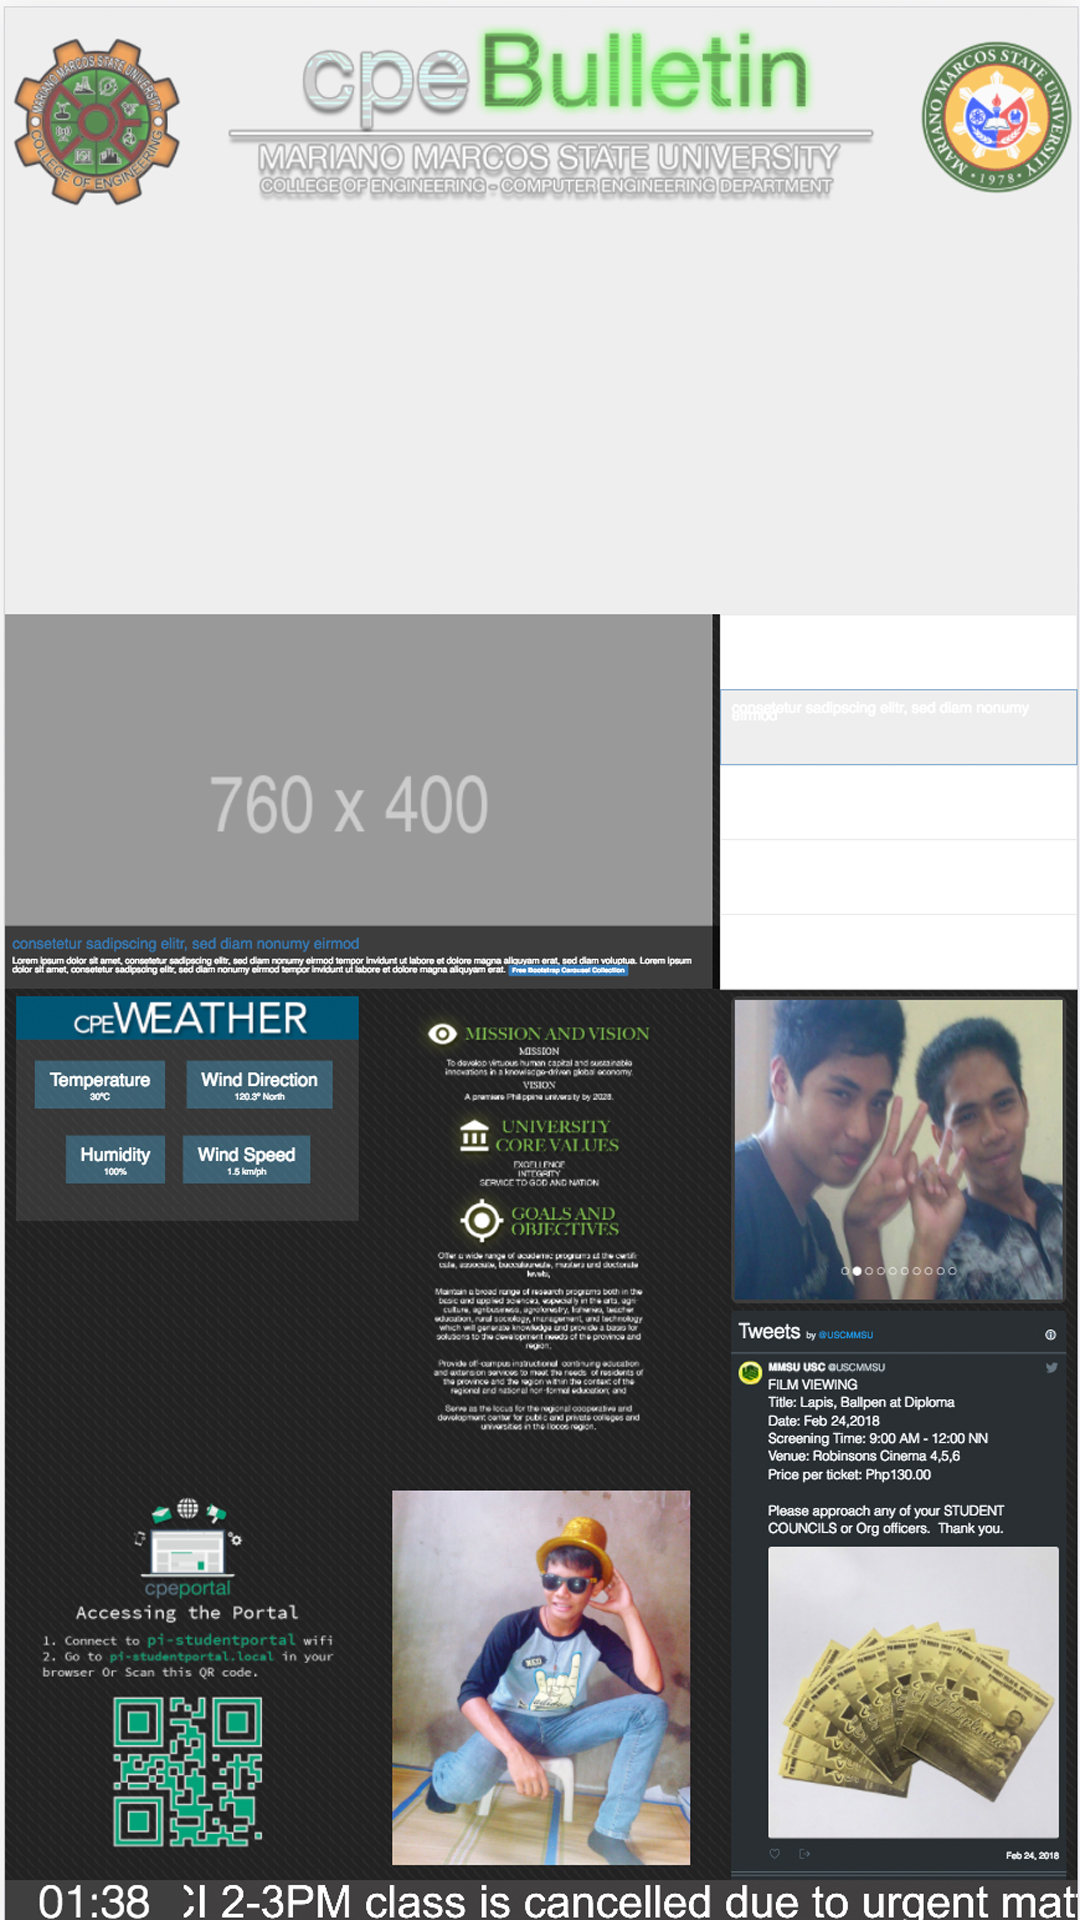 cpeBulletin
MARIANO MARCOS STATE UNIVERSITY
COLLEGE OF ENGINEERING - COMPUTER ENGINEERING DEPARTMENT
MARIANO MARCOS STATE UNIVERSITY
COLLEGE OF ENGINEERING
MARIANO MARCOS STATE UNIVERSITY
• 1978 •
760 x 400
consetetur sadipscing elitr, sed diam nonumy
eirmod
consetetur sadipscing elitr, sed diam nonumy eirmod
Lorem ipsum dolor sit amet, consetetur sadipscing elitr, sed diam nonumy eirmod tempor invidunt ut labore et dolore magna aliquyam erat, sed diam voluptua. Lorem ipsum
dolor sit amet, consetetur sadipscing elitr, sed diam nonumy eirmod tempor invidunt ut labore et dolore magna aliquyam erat. Free Bootstrap Carousel Collection
CPEWEATHER
Temperature
30°C
Wind Direction
120.3° North
Humidity
100%
Wind Speed
1.5 km/ph
MISSION AND VISION
MISSION
To develop virtuous human capital and sustainable
innovations in a knowledge-driven global economy.
VISION
A premiere Philippine university by 2028.
UNIVERSITY
CORE VALUES
EXCELLENCE
INTEGRITY
SERVICE TO GOD AND NATION
GOALS AND
OBJECTIVES
Offer a wide range of academic programs at the certifi-
cate, associate, baccalaureate, masters and doctorate
levels;
Maintain a broad range of research programs both in the
basic and applied sciences, especially in the arts, agri-
culture, agribusiness, agroforestry, fisheries, teacher
education, rural sociology, management, and technology
which will generate knowledge and provide a basis for
solutions to the development needs of the province and
region;
Provide off-campus instructional continuing education
and extension services to meet the needs of residents of
the province and the region within the context of the
regional and national non-formal education; and
Serve as the locus for the regional cooperative and
development center for public and private colleges and
universities in the Ilocos region.
Tweets by @USCMMSU
MMSU USC @USCMMSU
FILM VIEWING
Title: Lapis, Ballpen at Diploma
Date: Feb 24,2018
Screening Time: 9:00 AM - 12:00 NN
Venue: Robinsons Cinema 4,5,6
Price per ticket: Php130.00
Please approach any of your STUDENT
COUNCILS or Org officers. Thank you.
Feb 24, 2018
cpeportal
Accessing the Portal
1. Connect to pi-studentportal wifi
2. Go to pi-studentportal.local in your
browser Or Scan this QR code.
01:38
2-3PM class is cancelled due to urgent mat